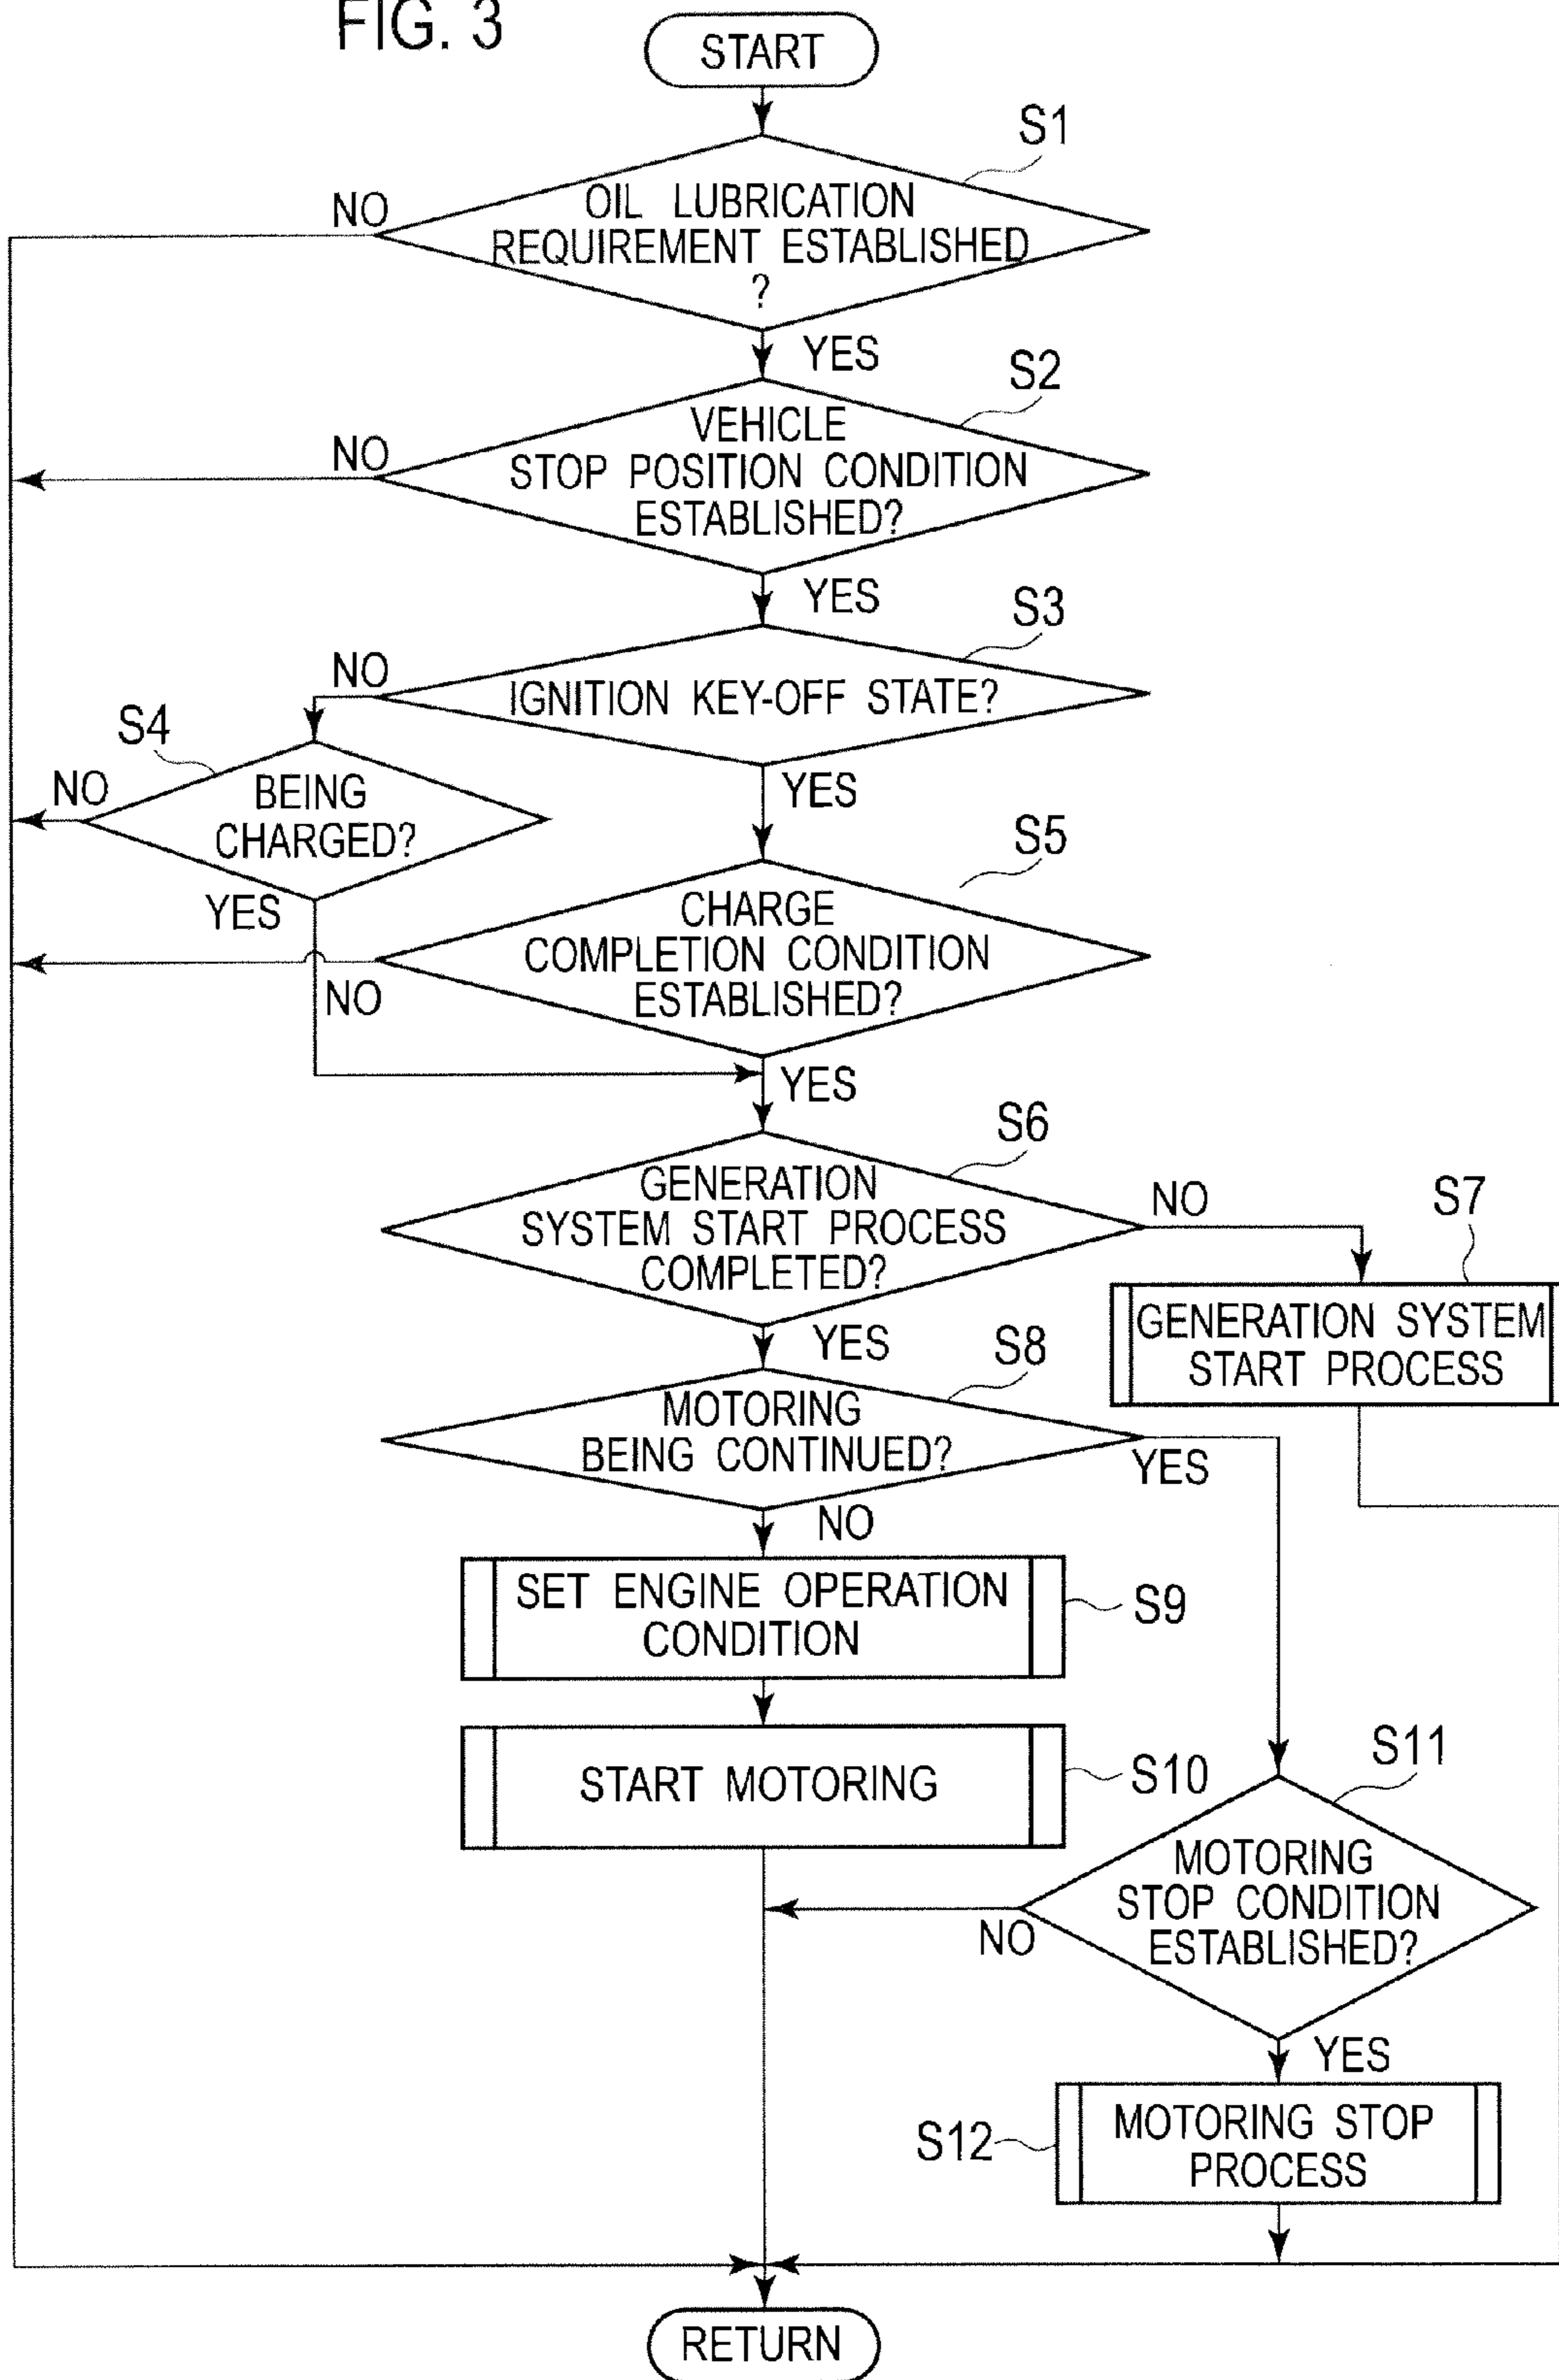 FIG. 3
START
S1
OIL LUBRICATION
REQUIREMENT ESTABLISHED
?
NO
YES
S2
VEHICLE
STOP POSITION CONDITION
ESTABLISHED?
NO
YES
S3
IGNITION KEY-OFF STATE?
NO
YES
S4
BEING
CHARGED?
NO
YES
S5
CHARGE
COMPLETION CONDITION
ESTABLISHED?
NO
YES
S6
GENERATION
SYSTEM START PROCESS
COMPLETED?
NO
YES
S7
GENERATION SYSTEM
START PROCESS
S8
MOTORING
BEING CONTINUED?
YES
NO
SET ENGINE OPERATION
CONDITION
S9
START MOTORING
S10
S11
MOTORING
STOP CONDITION
ESTABLISHED?
NO
YES
S12
MOTORING STOP
PROCESS
RETURN